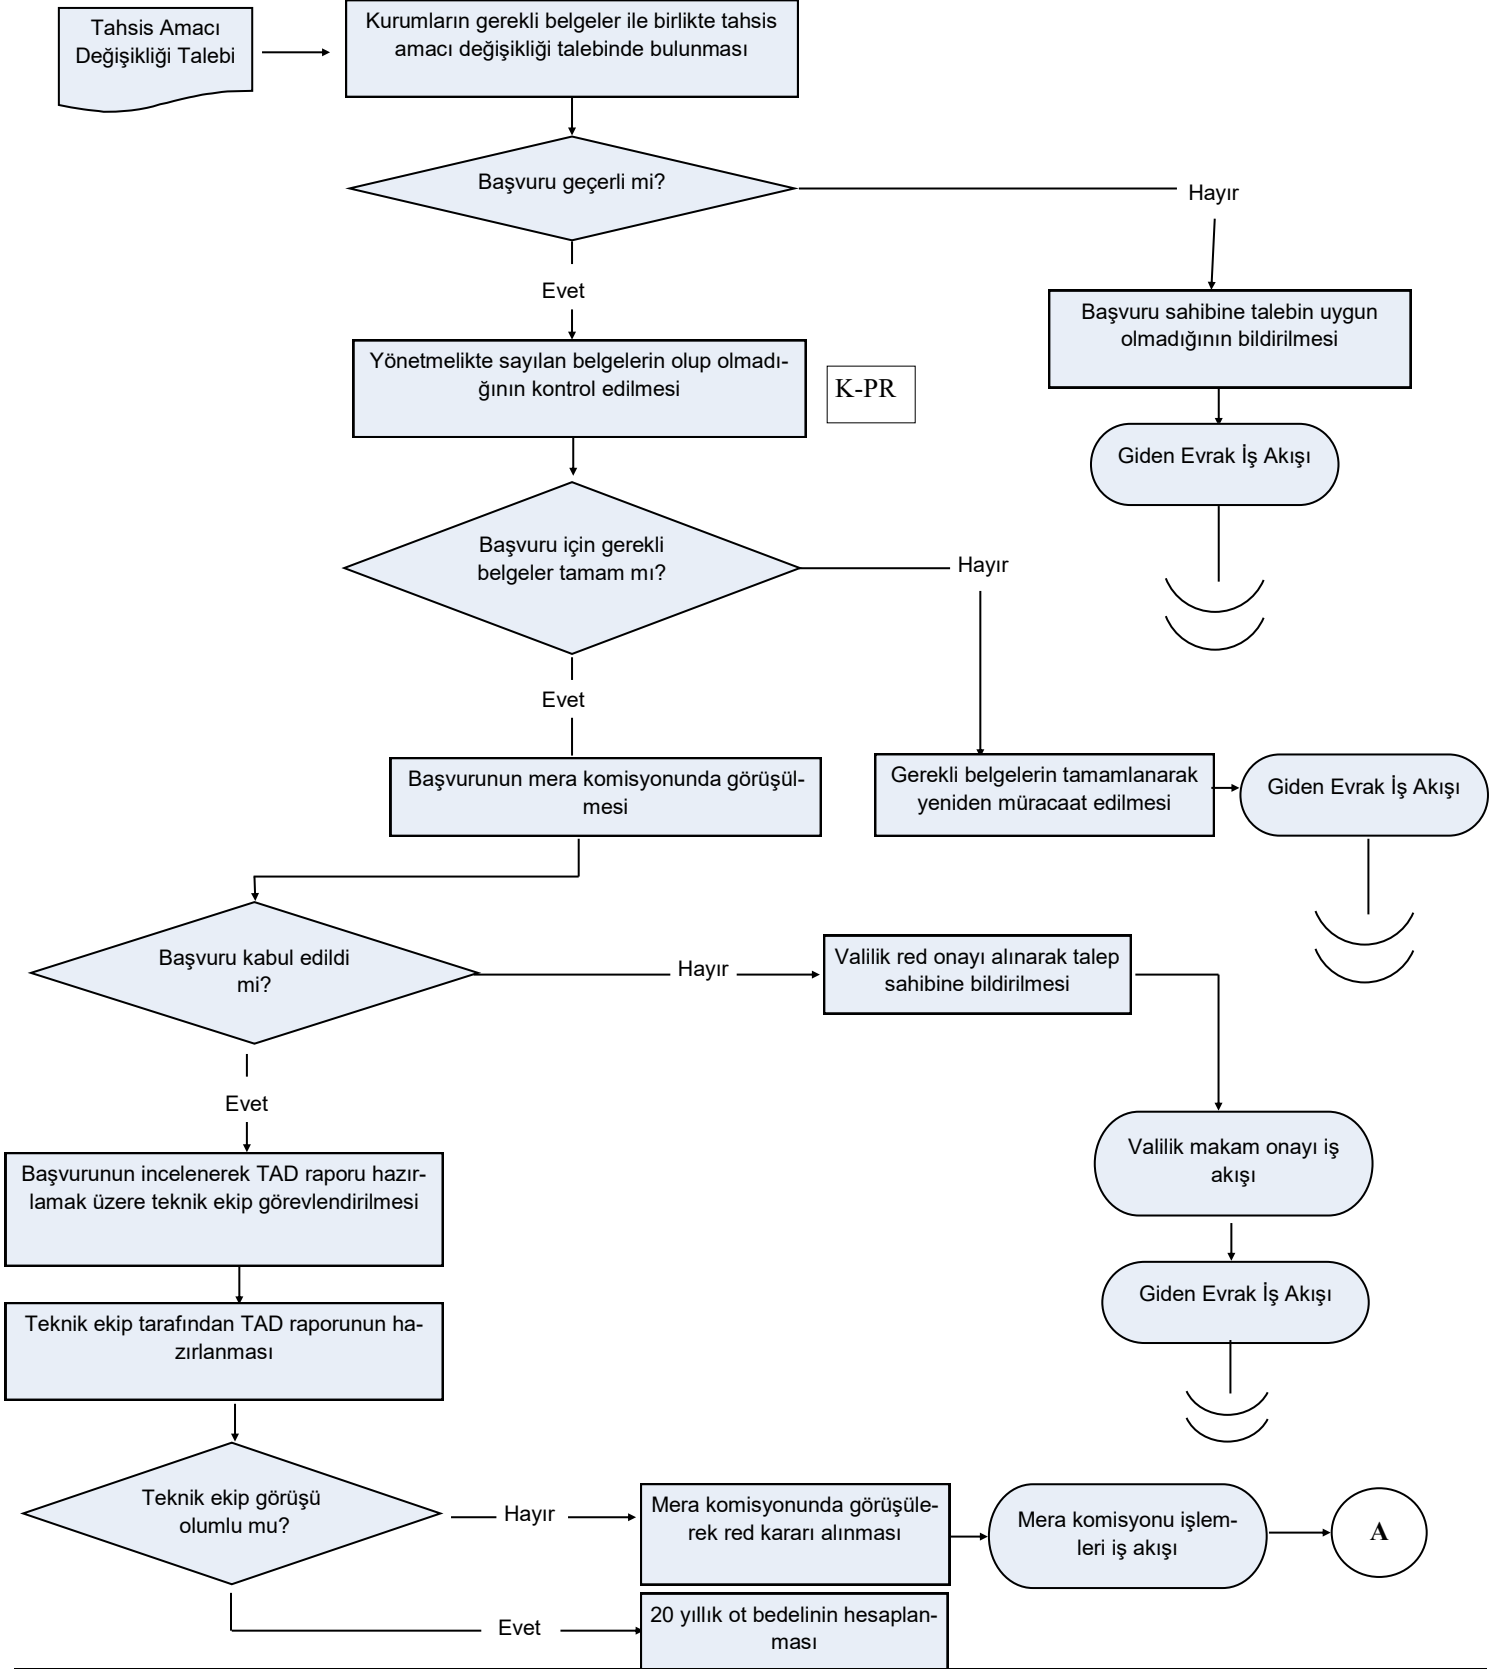 Tahsis Amacı
Değişikliği Talebi
Kurumların gerekli belgeler ile birlikte tahsis
amacı değişikliği talebinde bulunması
Başvuru geçerli mi?
Hayır
Evet
Başvuru sahibine talebin uygun
olmadığının bildirilmesi
Yönetmelikte sayılan belgelerin olup olmadı-
ğının kontrol edilmesi
K-PR
Giden Evrak İş Akışı
Başvuru için gerekli
belgeler tamam mı?
Hayır
Evet
Başvurunun mera komisyonunda görüşül-
mesi
Gerekli belgelerin tamamlanarak
yeniden müracaat edilmesi
Giden Evrak İş Akışı
Başvuru kabul edildi
mi?
Hayır
Valilik red onayı alınarak talep
sahibine bildirilmesi
Evet
Valilik makam onayı iş
akışı
Başvurunun incelenerek TAD raporu hazır-
lamak üzere teknik ekip görevlendirilmesi
Giden Evrak İş Akışı
Teknik ekip tarafından TAD raporunun ha-
zırlanması
Teknik ekip görüşü
olumlu mu?
Hayır
Mera komisyonunda görüşüle-
rek red kararı alınması
Mera komisyonu işlem-
leri iş akışı
A
Evet
20 yıllık ot bedelinin hesaplan-
ması